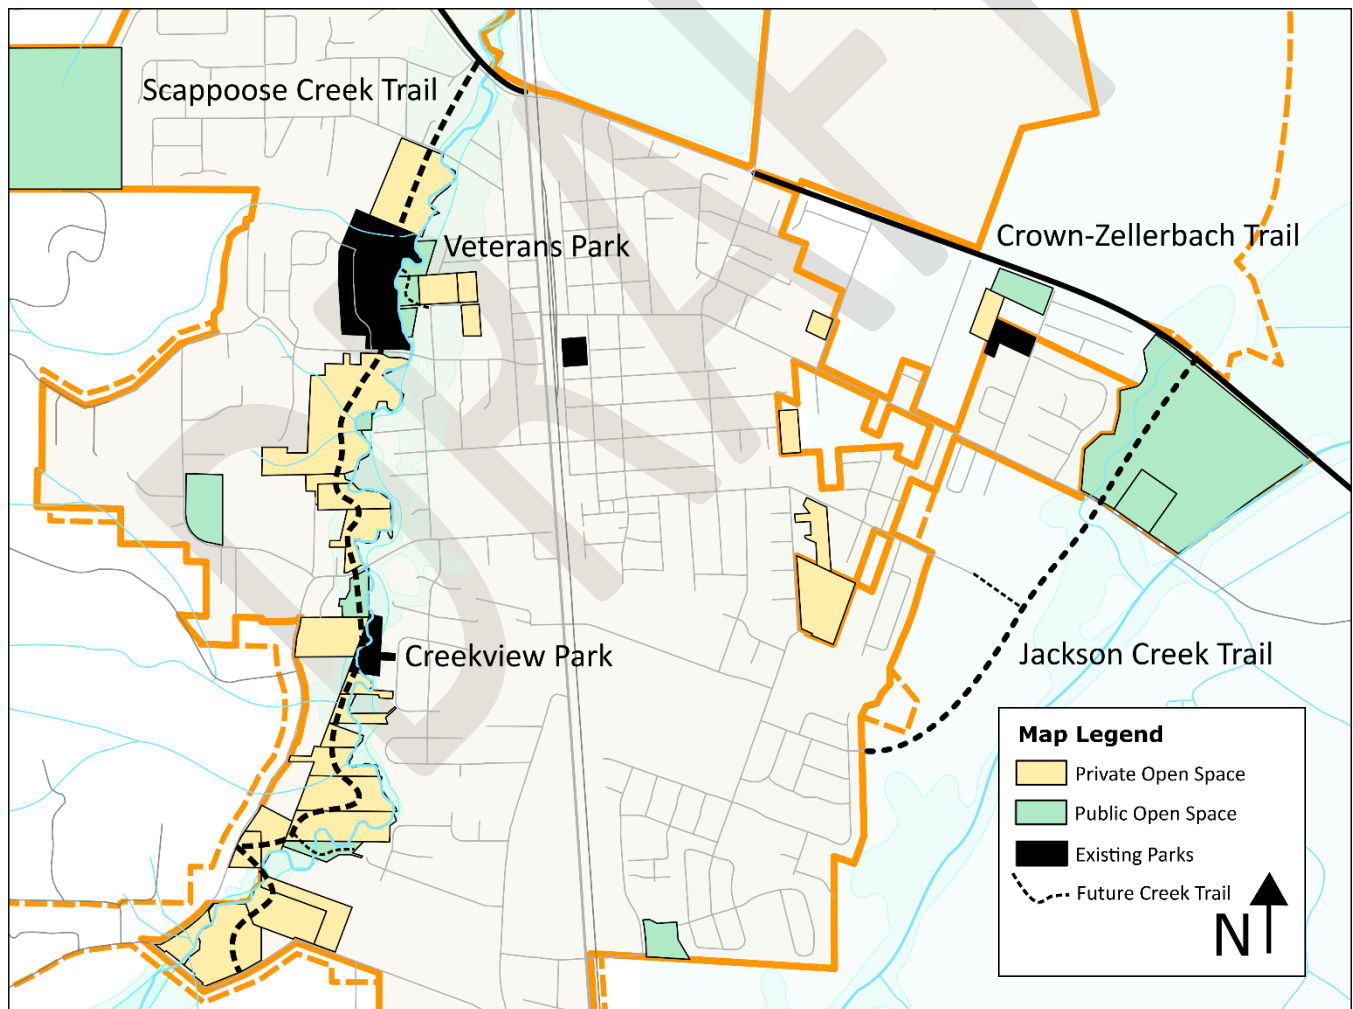 Scappoose Creek Trail
Veterans Park
Crown-Zellerbach Trail
Creekview Park
Jackson Creek Trail
Map Legend
Private Open Space
Public Open Space
Existing Parks
Future Creek Trail
N
DRAFT